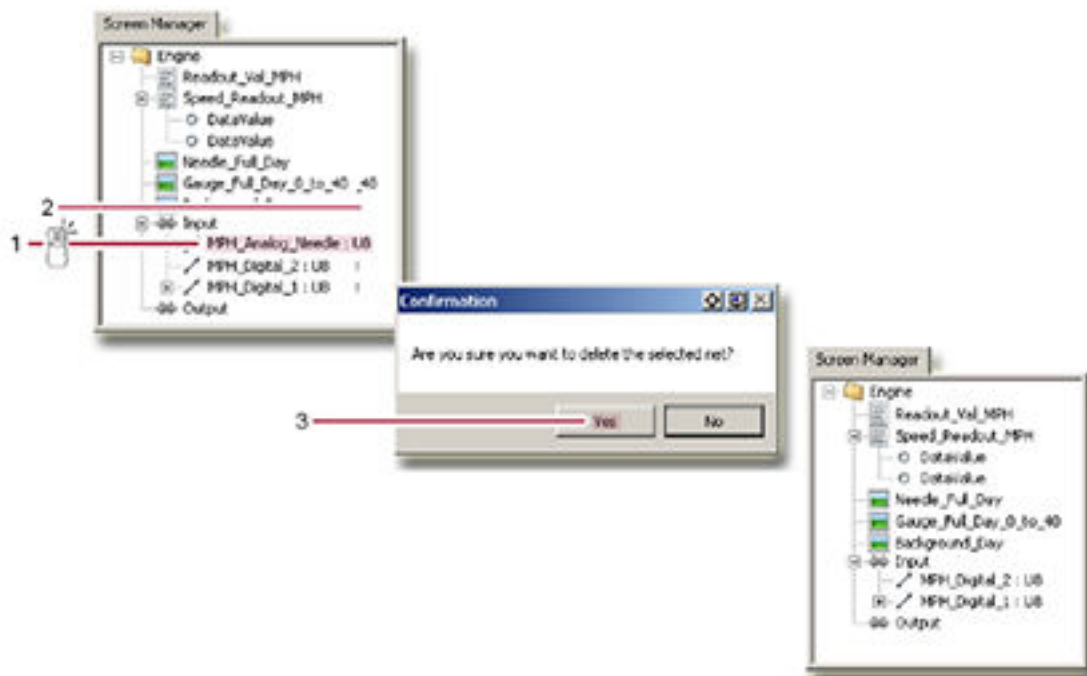 Screen Manager
Engine
Readout_Val_MPH
Speed_Readout_MPH
DataValue
DataValue
Needle_Full_Day
Gauge_Full_Day_0_to_40 _40
2
Input
1
MPH_Analog_Needle : U8
MPH_Digital_2 : U8
MPH_Digital_1 : U8
Output
Confirmation
Are you sure you want to delete the selected net?
3
Yes
No
Screen Manager
Engine
Readout_Val_MPH
Speed_Readout_MPH
DataValue
DataValue
Needle_Full_Day
Gauge_Full_Day_0_to_40
Background_Day
Input
MPH_Digital_2 : U8
MPH_Digital_1 : U8
Output